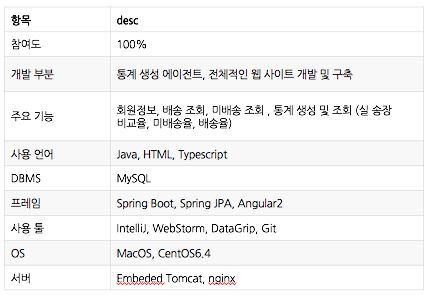 항목 desc
참여도 100%
개발 부분 통계 생성 에이전트, 전체적인 웹 사이트 개발 및 구축
주요 기능 회원정보, 배송 조회, 미배송 조회 , 통계 생성 및 조회 (실 송장
비교율, 미배송율, 배송율)
사용 언어 Java, HTML, Typescript
DBMS MySQL
프레임 Spring Boot, Spring JPA, Angular2
사용 툴 IntelliJ, WebStorm, DataGrip, Git
OS MacOS, CentOS6.4
서버 Embeded Tomcat, nginx